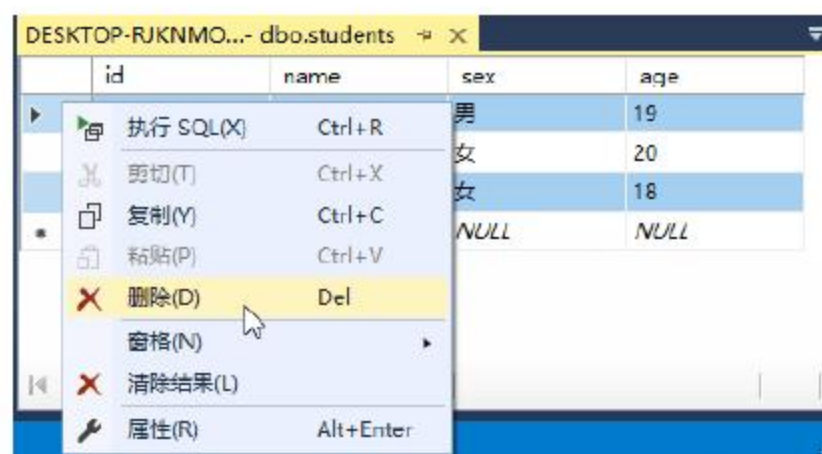 DESKTOP-RJKNMO...- dbo.students
id name sex age
男 19
执行 SQL(X) Ctrl+R
女 20
剪切(T) Ctrl+X
女 18
复制(Y) Ctrl+C
NULL NULL
粘贴(P) Ctrl+V
删除(D) Del
窗格(N)
清除结果(L)
属性(R) Alt+Enter